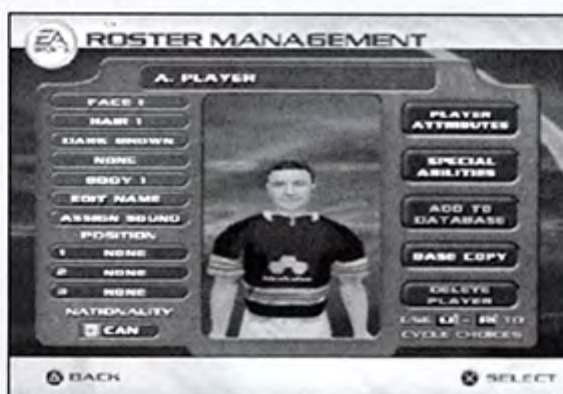 EA
SPORTS
ROSTER MANAGEMENT
A. PLAYER
FACE 1
HAIR 1
DARK BROWN
NONE
BODY 1
EDIT NAME
ASSIGN SOUND
POSITION
1 NONE
2 NONE
3 NONE
NATIONALITY
CAN
PLAYER
ATTRIBUTES
SPECIAL
ABILITIES
ADD TO
DATABASE
BASE COPY
DELETE
PLAYER
USE - TO
CYCLE CHOICES
BACK
SELECT